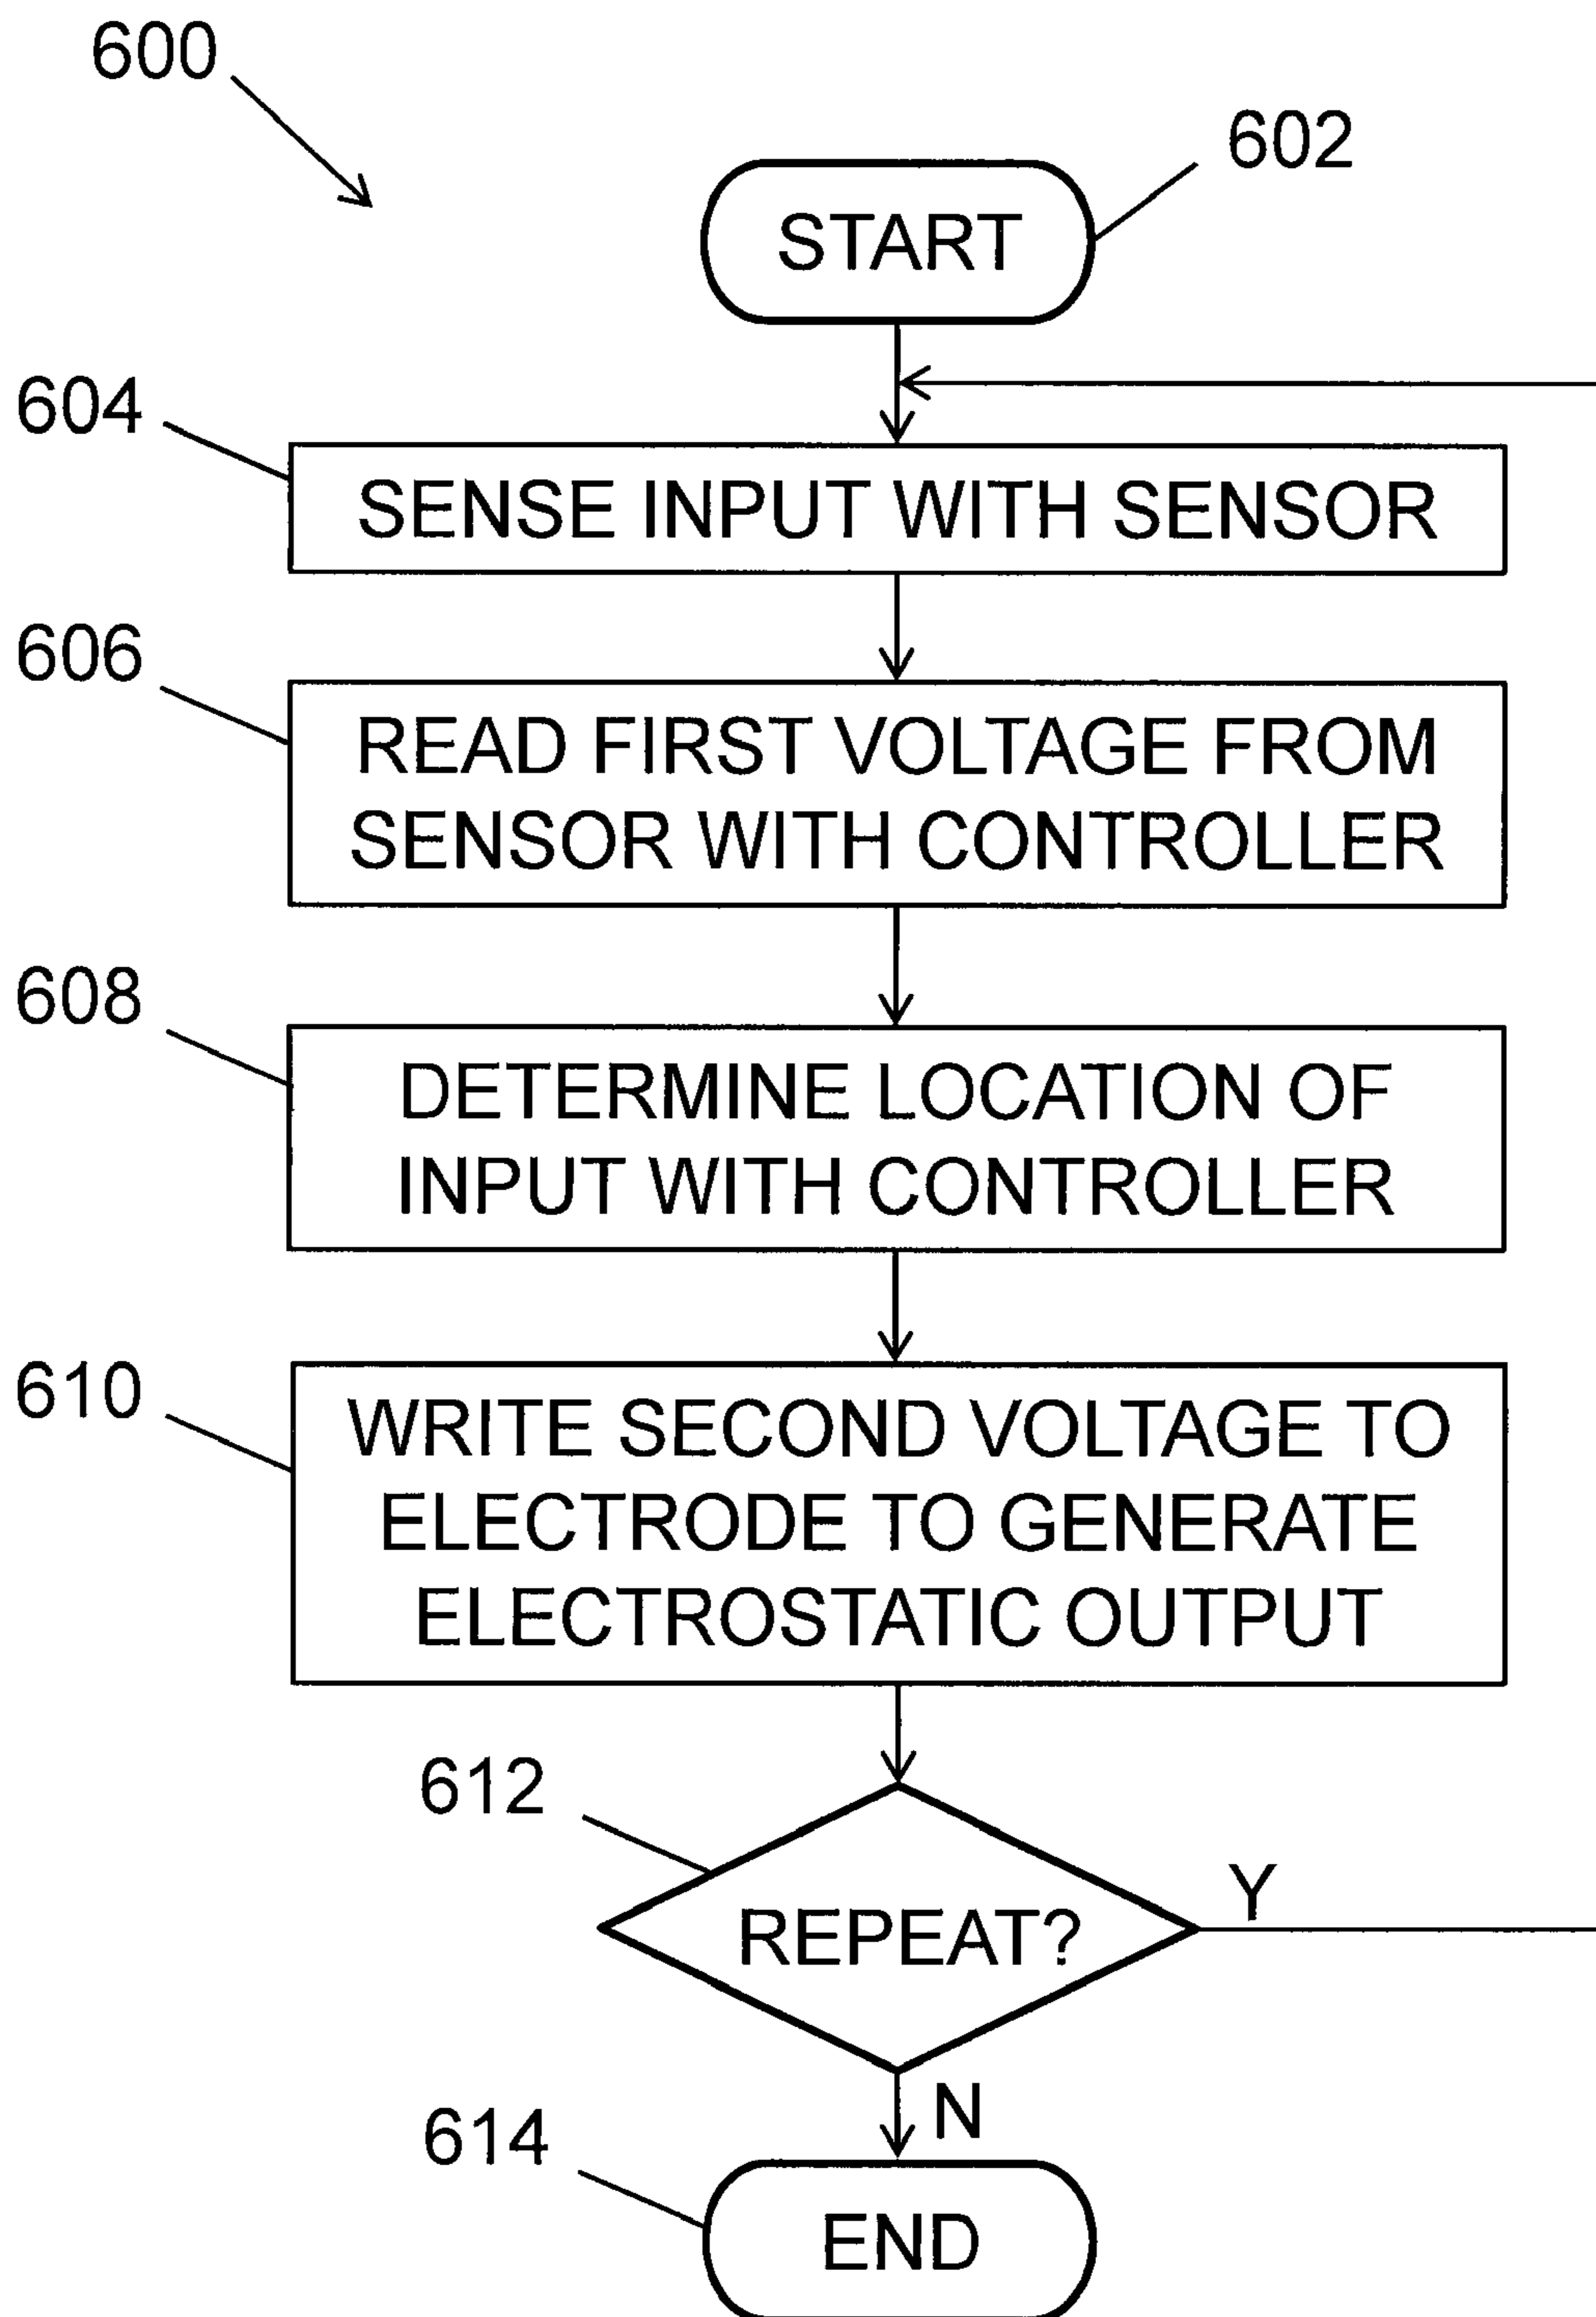 600
602
START
604
SENSE INPUT WITH SENSOR
606
READ FIRST VOLTAGE FROM
SENSOR WITH CONTROLLER
608
DETERMINE LOCATION OF
INPUT WITH CONTROLLER
610
WRITE SECOND VOLTAGE TO
ELECTRODE TO GENERATE
ELECTROSTATIC OUTPUT
612
REPEAT?
Y
N
614
END